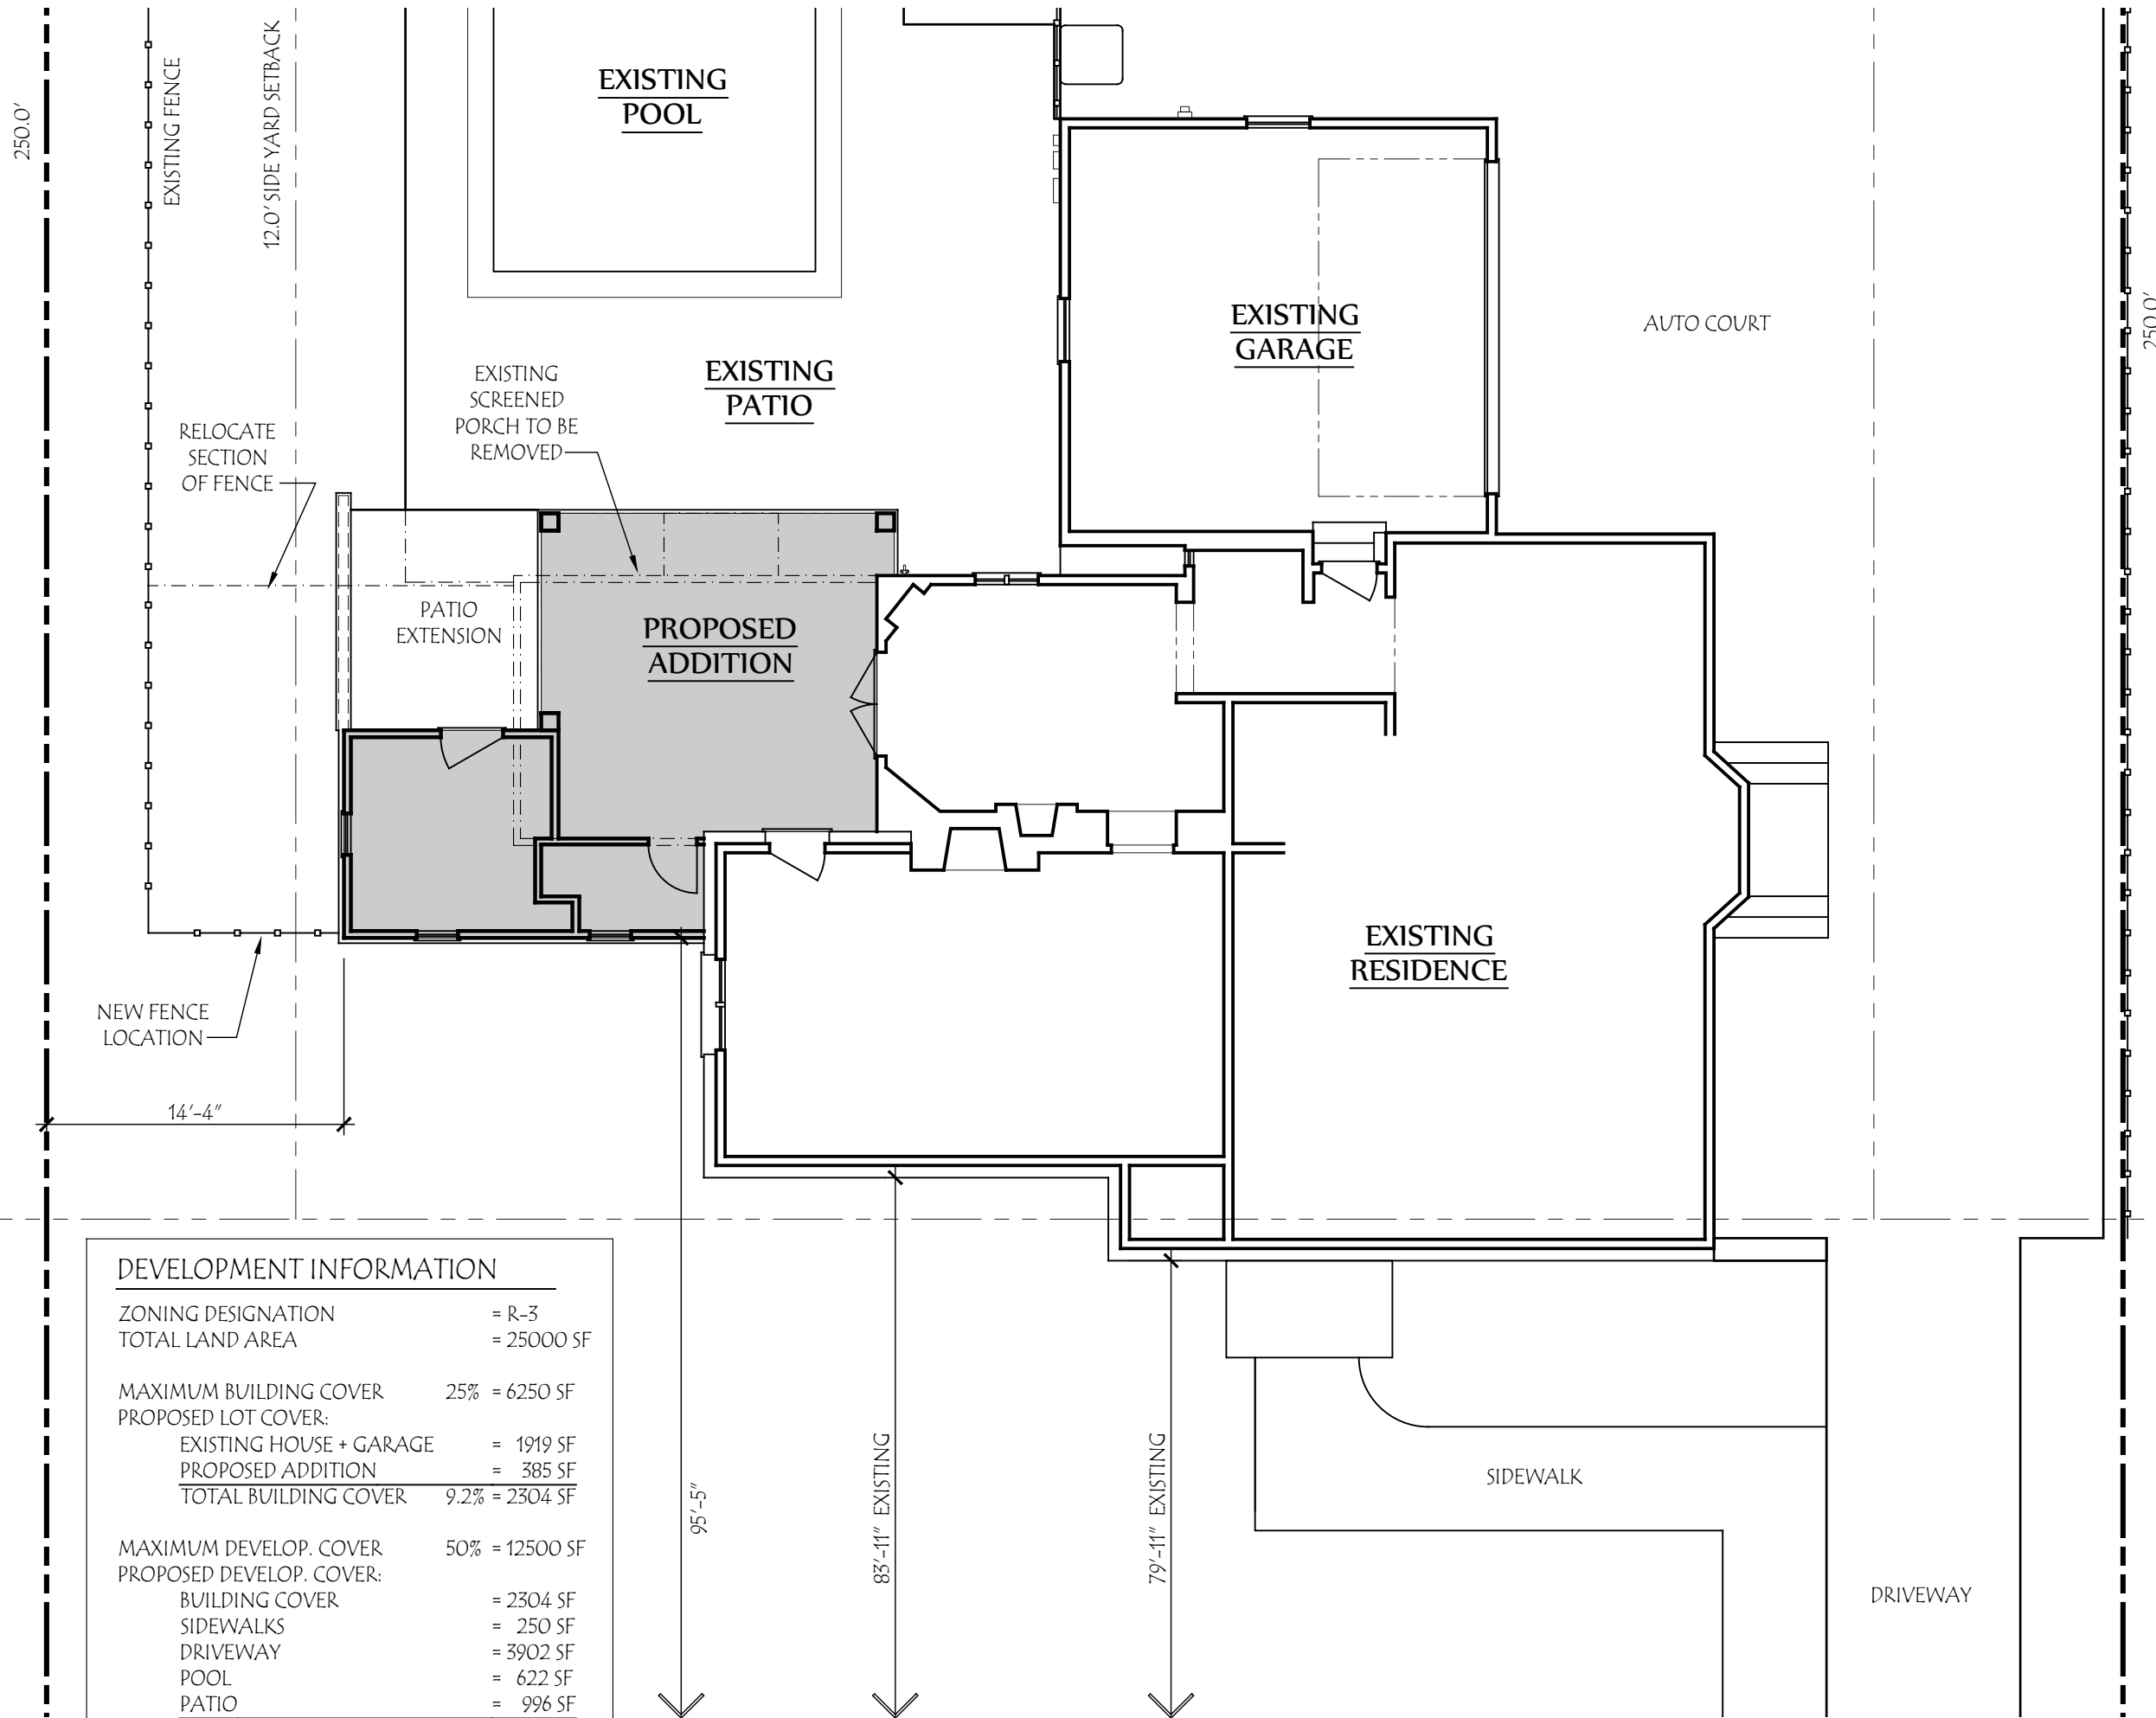 250.0'
EXISTING FENCE
12.0' SIDE YARD SETBACK
EXISTING
POOL
EXISTING
GARAGE
AUTO COURT
250.0'
EXISTING
SCREENED
PORCH TO BE
REMOVED
EXISTING
PATIO
RELOCATE
SECTION
OF FENCE
PATIO
EXTENSION
PROPOSED
ADDITION
EXISTING
RESIDENCE
NEW FENCE
LOCATION
14'-4"
95'-5"
83'-11" EXISTING
79'-11" EXISTING
SIDEWALK
DRIVEWAY
DEVELOPMENT INFORMATION
ZONING DESIGNATION = R-3
TOTAL LAND AREA = 25000 SF
MAXIMUM BUILDING COVER 25% = 6250 SF
PROPOSED LOT COVER:
EXISTING HOUSE + GARAGE = 1919 SF
PROPOSED ADDITION = 385 SF
TOTAL BUILDING COVER 9.2% = 2304 SF
MAXIMUM DEVELOP. COVER 50% = 12500 SF
PROPOSED DEVELOP. COVER:
BUILDING COVER = 2304 SF
SIDEWALKS = 250 SF
DRIVEWAY = 3902 SF
POOL = 622 SF
PATIO = 996 SF